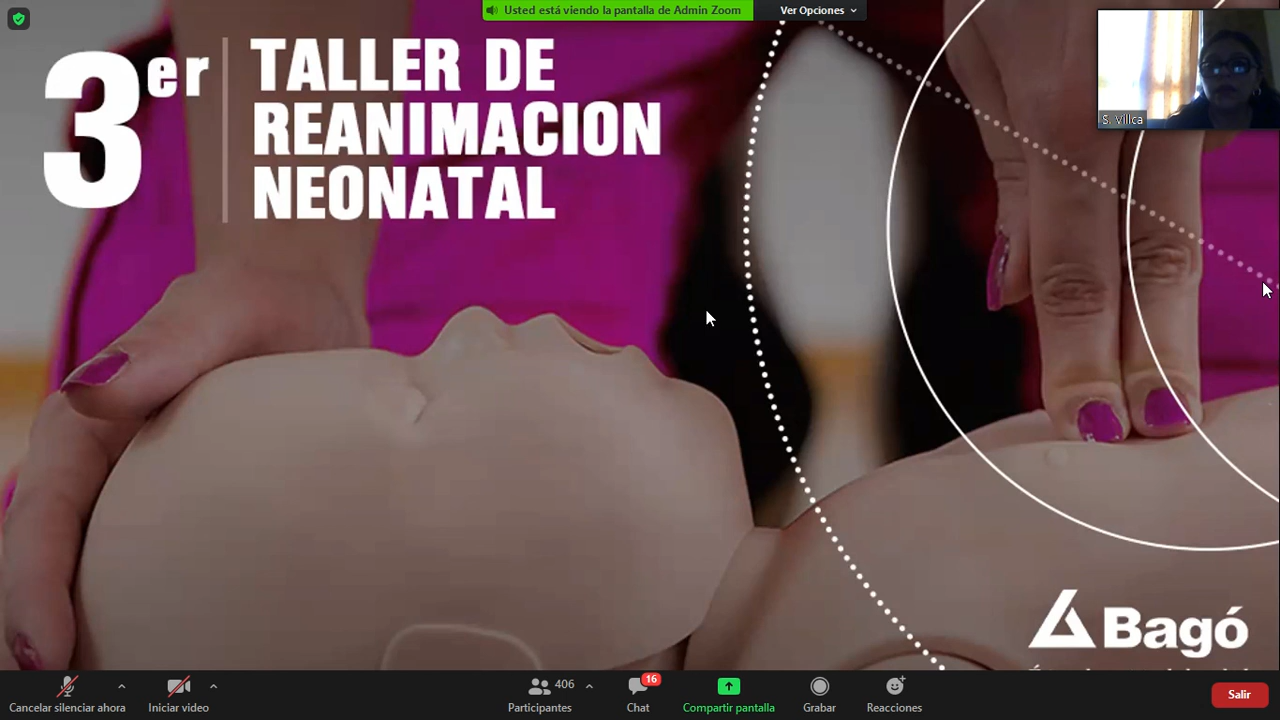 Usted está viendo la pantalla de Admin Zoom
Ver Opciones
3er
TALLER DE
REANIMACION
NEONATAL
S. Villca
Bagó
Cancelar silenciar ahora
Iniciar video
406
Participantes
16
Chat
Compartir pantalla
Grabar
Reacciones
Salir